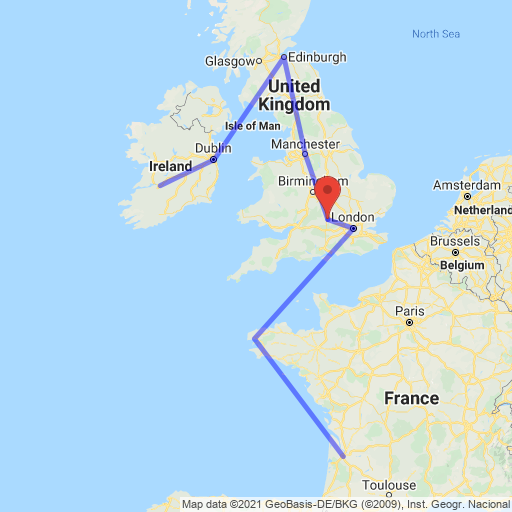 North Sea
Edinburgh
Glasgow
United
Kingdom
Isle of Man
Manchester
Dublin
Ireland
Birmingham
Amsterdam
Netherland
London
Brussels
Belgium
Paris
France
Toulouse
Map data ©2021 GeoBasis-DE/BKG (©2009), Inst. Geogr. Nacional